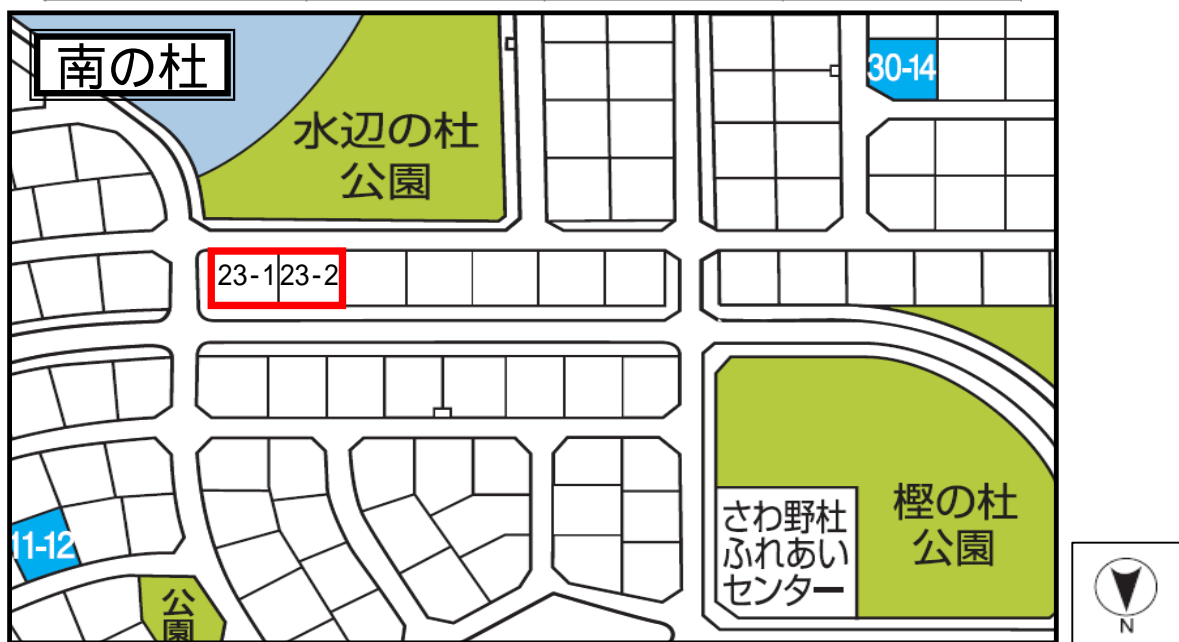 南の杜
水辺の杜
公園
30-14
23-1
23-2
11-12
さわ野杜
ふれあい
センター
樫の杜
公園
公園
N